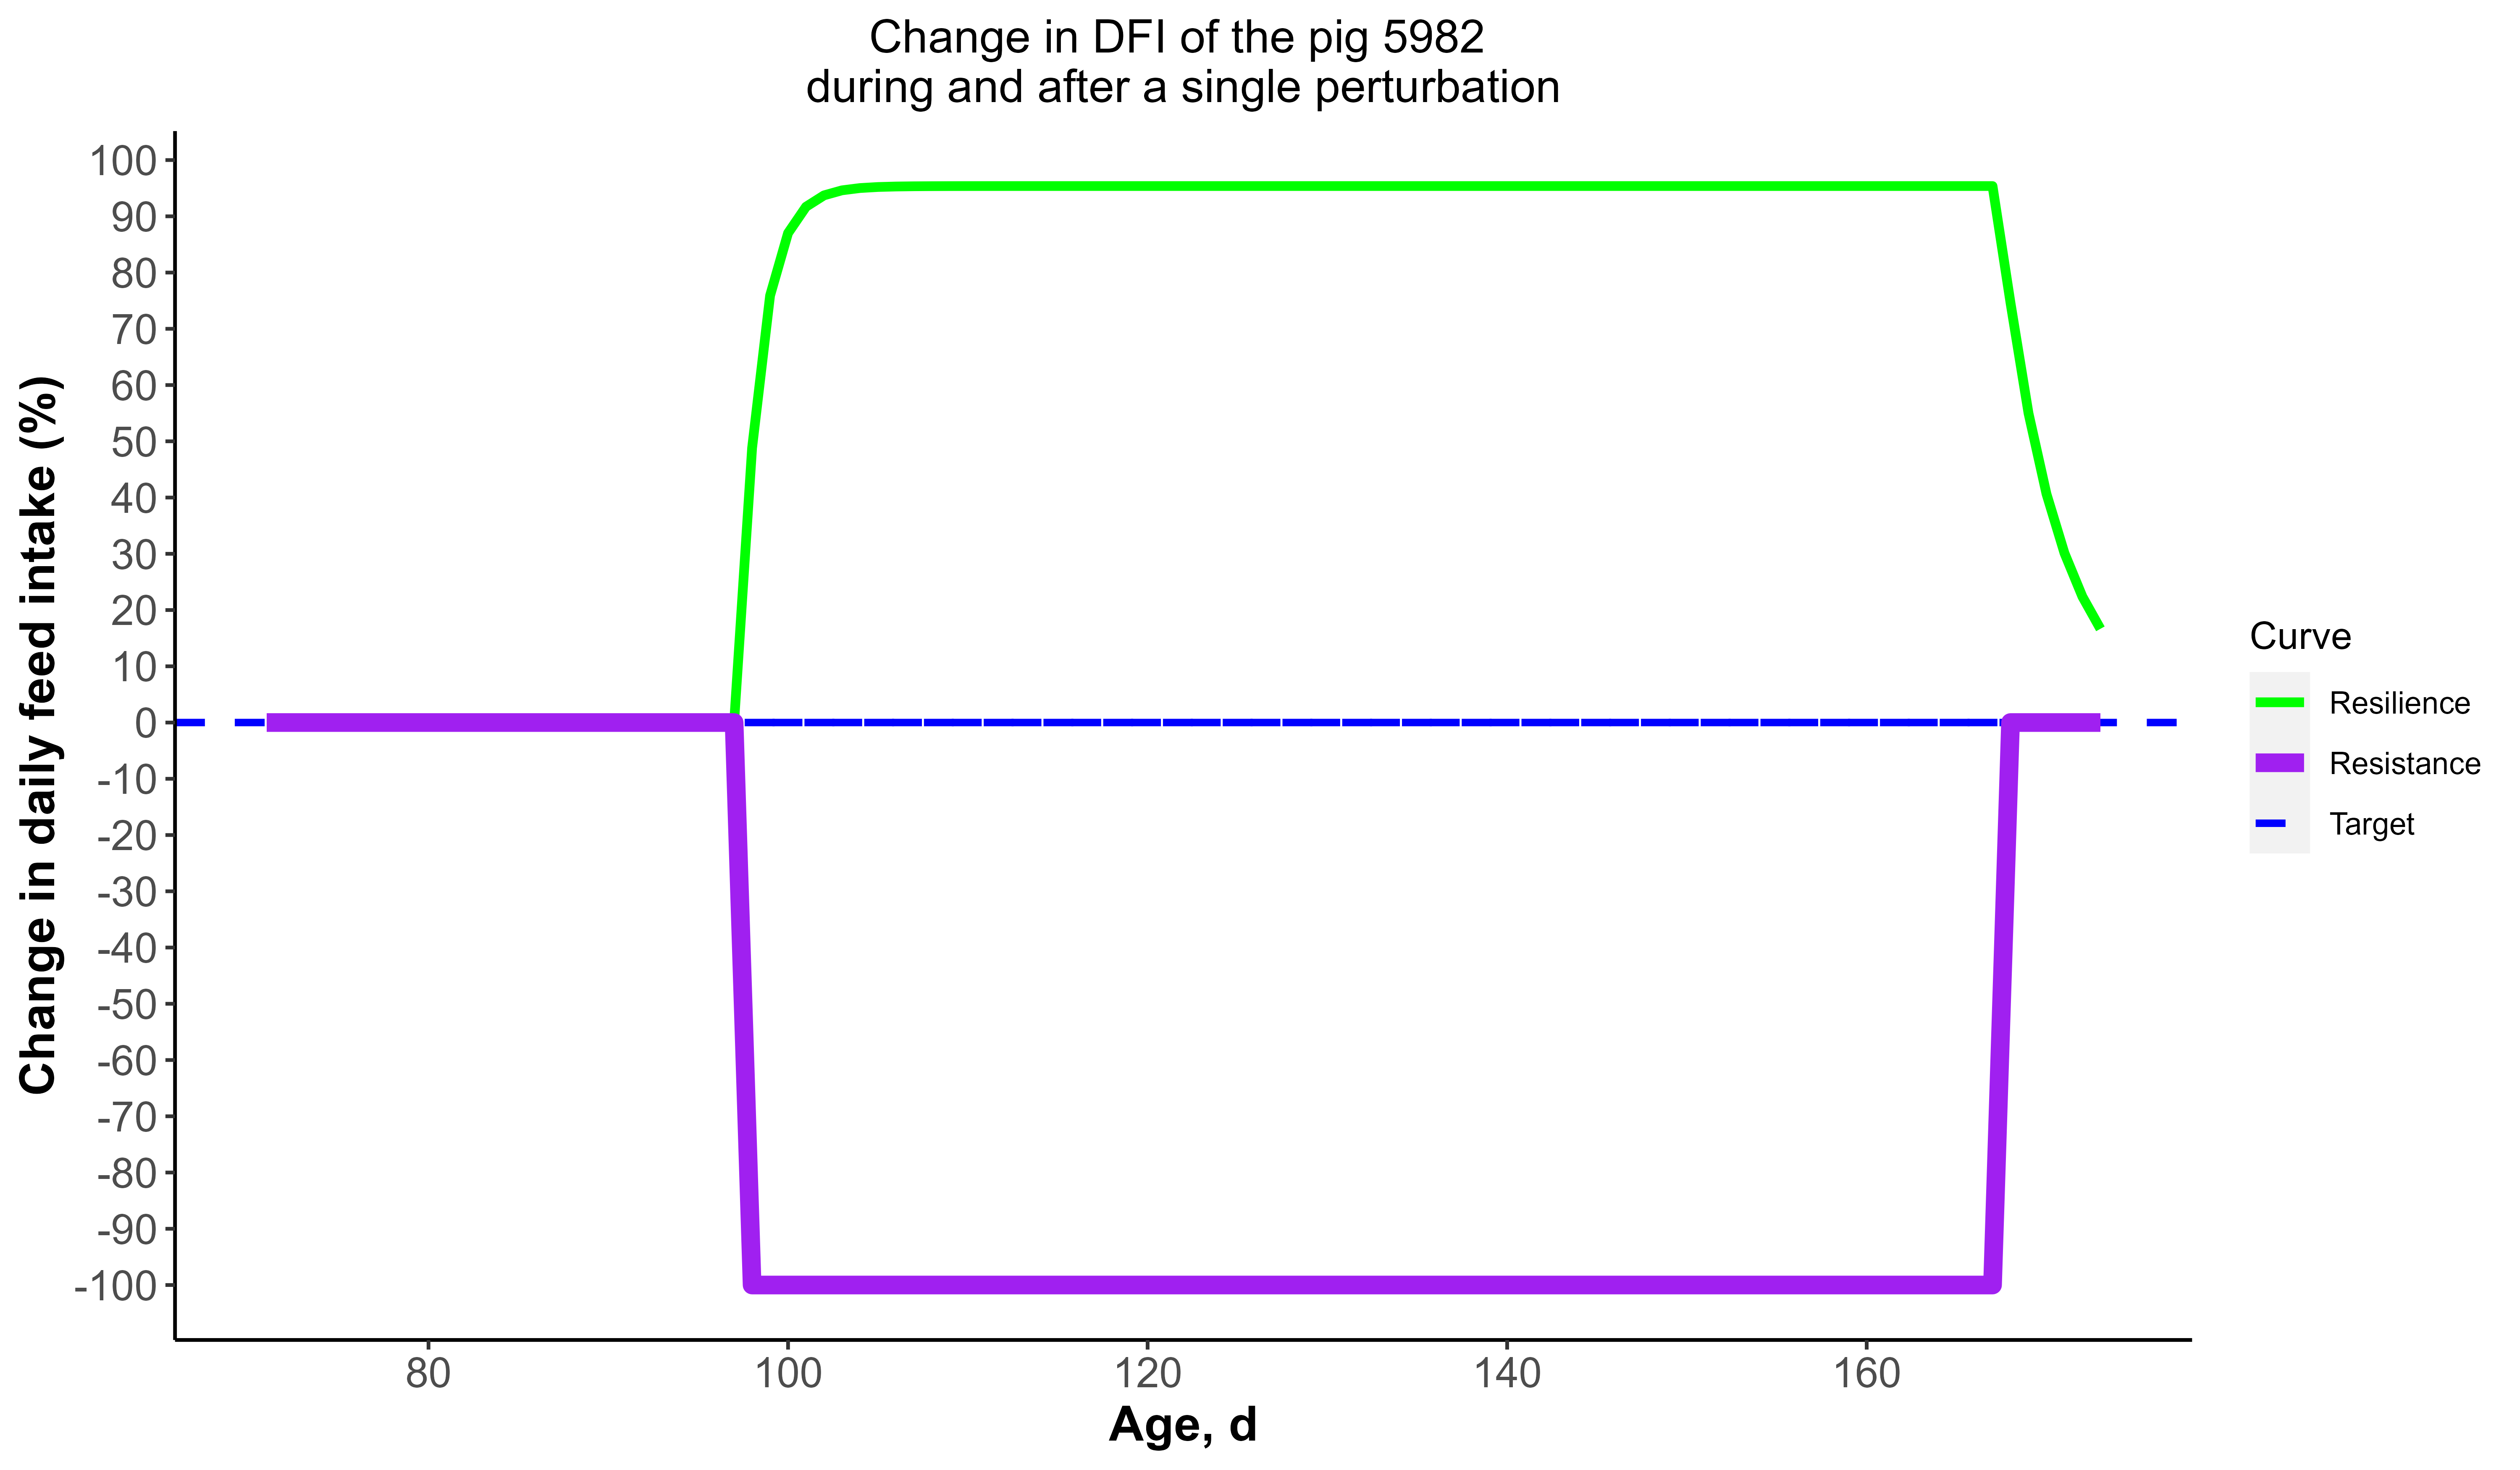 Change in DFI of the pig 5982
during and after a single perturbation
Change in daily feed intake (%)
100
90
80
70
60
50
40
30
20
10
0
-10
-20
-30
-40
-50
-60
-70
-80
-90
-100
80 100 120 140 160
Age, d
Curve
Resilience
Resistance
Target